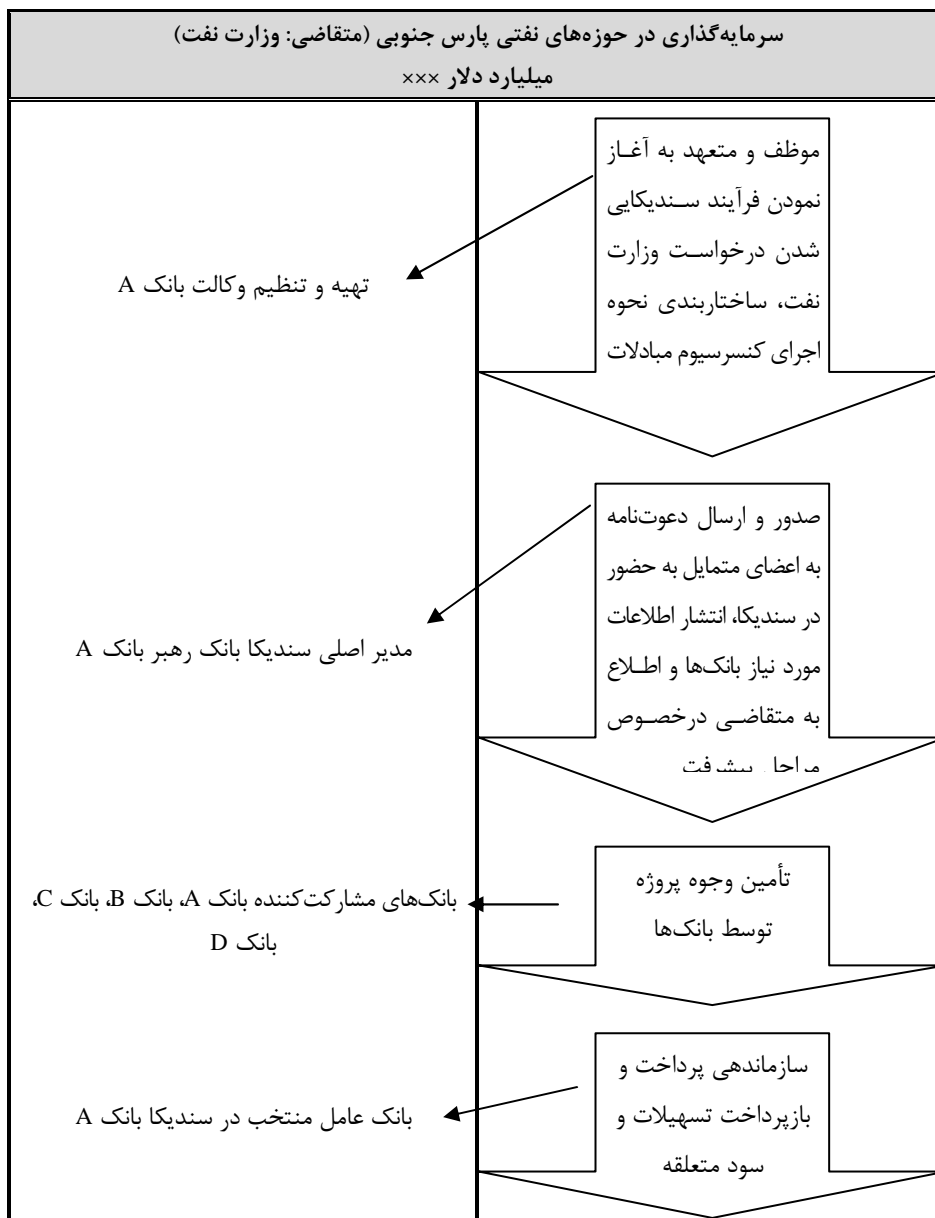 سرمایه‌گذاری در حوزه‌های نفتی پارس جنوبی (متقاضی: وزارت نفت)
میلیارد دلار ×××
موظف و متعهد به آغاز
نمودن فرآیند سندیکایی
شدن درخواست وزارت
نفت، ساختاربندی نحوه
اجرای کنسرسیوم مبادلات
تهیه و تنظیم وکالت بانک A
صدور و ارسال دعوت‌نامه
به اعضای متمایل به حضور
در سندیکا، انتشار اطلاعات
مورد نیاز بانک‌ها و اطلاع
به متقاضی درخصوص
مراحل پیشرفت
مدیر اصلی سندیکا بانک رهبر بانک A
تأمین وجوه پروژه
توسط بانک‌ها
بانک‌های مشارکت‌کننده بانک A، بانک B، بانک C،
بانک D
سازماندهی پرداخت و
بازپرداخت تسهیلات و
سود متعلقه
بانک عامل منتخب در سندیکا بانک A